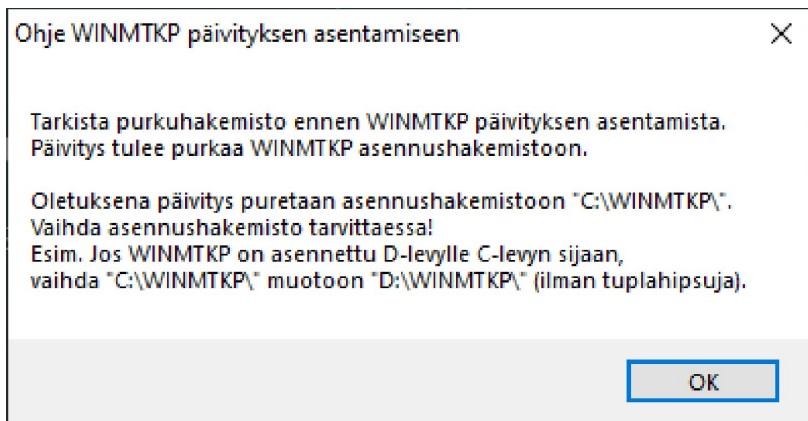 Ohje WINMTKP päivityksen asentamiseen
Tarkista purkuhakemisto ennen WINMTKP päivityksen asentamista.
Päivitys tulee purkaa WINMTKP asennushakemistoon.
Oletuksena päivitys puretaan asennushakemistoon "C:\WINMTKP\".
Vaihda asennushakemisto tarvittaessa!
Esim. Jos WINMTKP on asennettu D-levylle C-levyn sijaan,
vaihda "C:\WINMTKP\" muotoon "D:\WINMTKP\" (ilman tuplahipsuja).
OK